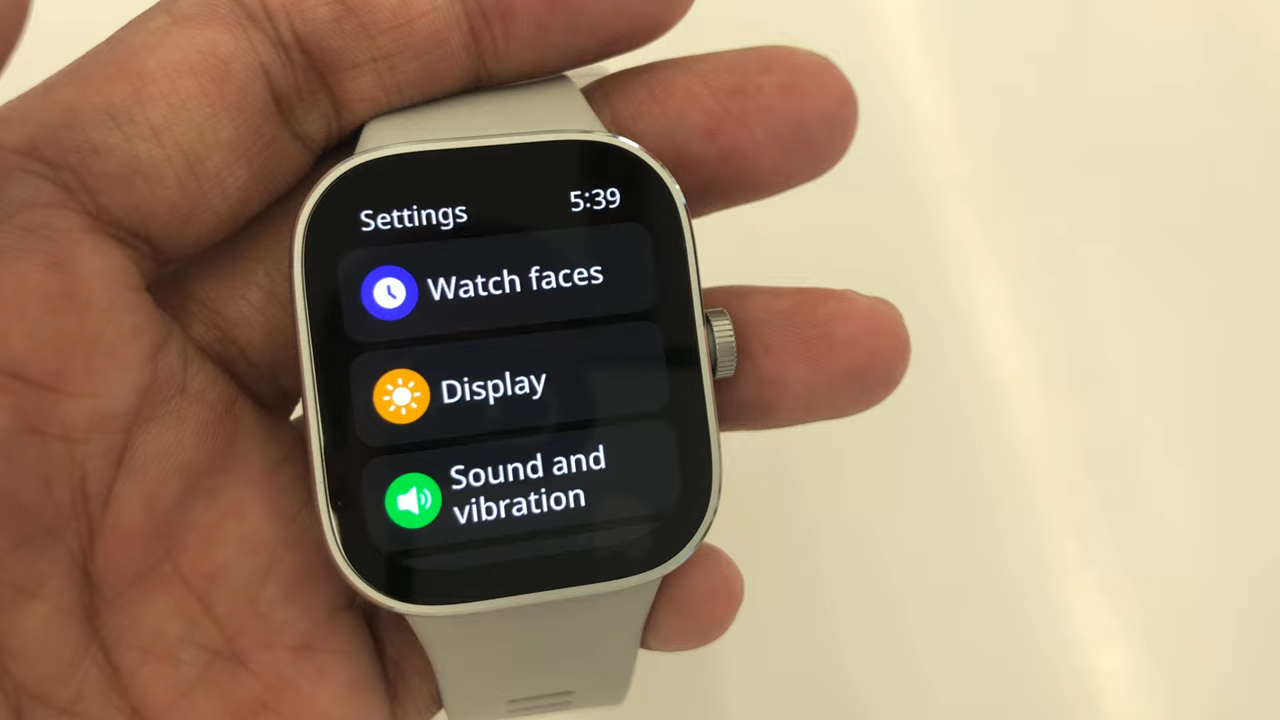 Settings 5:39
Watch faces
Display
Sound and
vibration